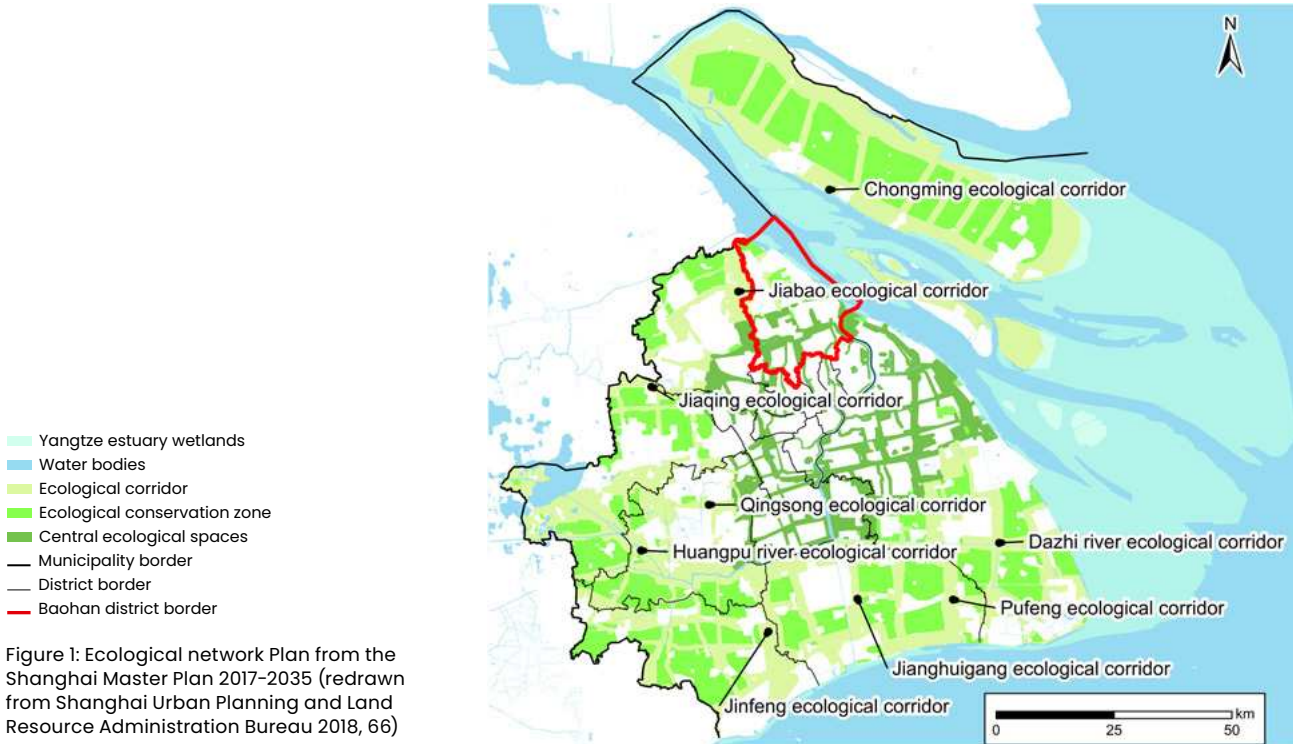 N
Chongming ecological corridor
Jiabao ecological corridor
Jiaqing ecological corridor
Qingsong ecological corridor
Dazhi river ecological corridor
Huangpu river ecological corridor
Pufeng ecological corridor
Jianghuigang ecological corridor
Jinfeng ecological corridor
km
0 25 50
Yangtze estuary wetlands
Water bodies
Ecological corridor
Ecological conservation zone
Central ecological spaces
Municipality border
District border
Baohan district border
Figure 1: Ecological network Plan from the
Shanghai Master Plan 2017-2035 (redrawn
from Shanghai Urban Planning and Land
Resource Administration Bureau 2018, 66)